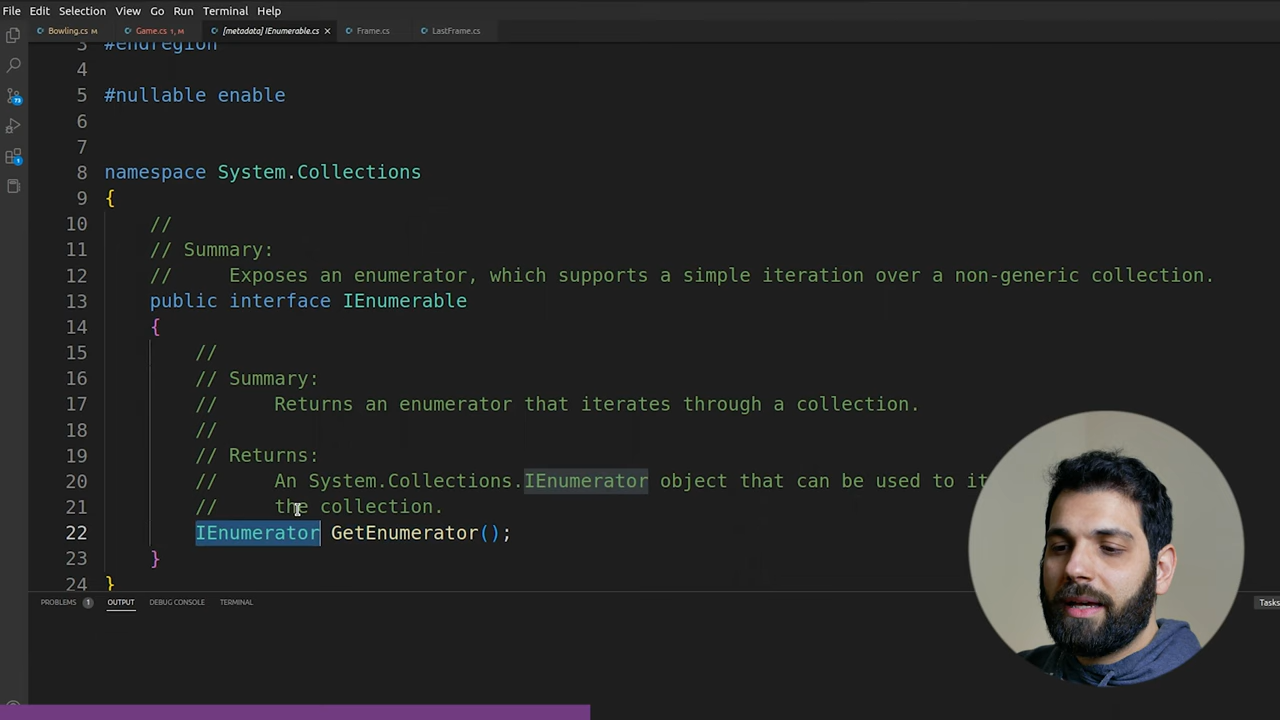 File Edit Selection View Go Run Terminal Help
Bowling.cs M Game.cs 1, M [metadata] IEnumerable.cs × Frame.cs LastFrame.cs
3 #endregion
4
5 #nullable enable
6
7
8 namespace System.Collections
9 {
10 //
11 // Summary:
12 // Exposes an enumerator, which supports a simple iteration over a non-generic collection.
13 public interface IEnumerable
14 {
15 //
16 // Summary:
17 // Returns an enumerator that iterates through a collection.
18 //
19 // Returns:
20 // An System.Collections.IEnumerator object that can be used to it
21 // the collection.
22 IEnumerator GetEnumerator();
23 }
24 }
PROBLEMS 1 OUTPUT DEBUG CONSOLE TERMINAL
Tasks